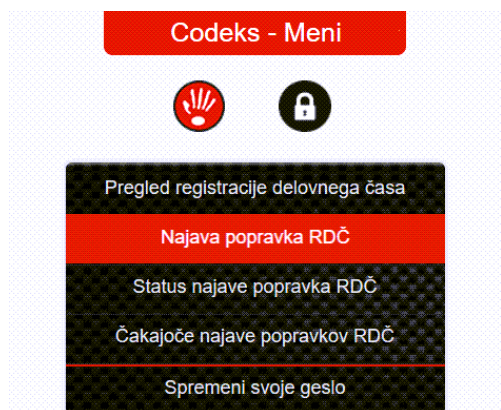 Codeks - Meni
Pregled registracije delovnega časa
Najava popravka RDČ
Status najave popravka RDČ
Čakajoče najave popravkov RDČ
Spremeni svoje geslo